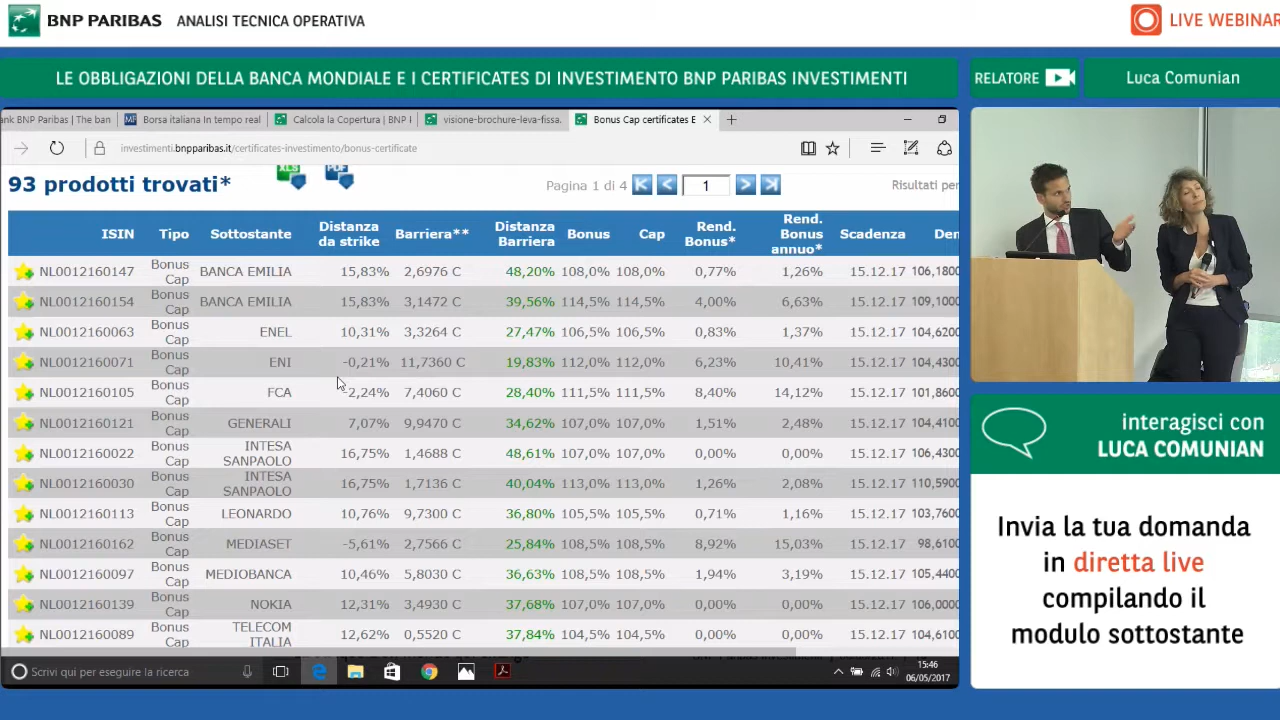 BNP PARIBAS ANALISI TECNICA OPERATIVA
LIVE WEBINAR
LE OBBLIGAZIONI DELLA BANCA MONDIALE E I CERTIFICATES DI INVESTIMENTO BNP PARIBAS INVESTIMENTI
RELATORE Luca Comunian
BNP Paribas | The ban Borsa italiana In tempo real Calcola la Copertura | BNP visione-brochure-leva-fissa. Bonus Cap certificates E
investimenti.bnpparibas.it/certificates-investimento/bonus-certificate
93 prodotti trovati* XLS PDF Pagina 1 di 4 1 Risultati per
ISIN Tipo Sottostante Distanza da strike Barriera** Distanza Barriera Bonus Cap Rend. Bonus* Rend. Bonus annuo* Scadenza Den
NL0012160147 Bonus Cap BANCA EMILIA 15,83% 2,6976 C 48,20% 108,0% 108,0% 0,77% 1,26% 15.12.17 106,1800
NL0012160154 Bonus Cap BANCA EMILIA 15,83% 3,1472 C 39,56% 114,5% 114,5% 4,00% 6,63% 15.12.17 109,1000
NL0012160063 Bonus Cap ENEL 10,31% 3,3264 C 27,47% 106,5% 106,5% 0,83% 1,37% 15.12.17 104,6200
NL0012160071 Bonus Cap ENI -0,21% 11,7360 C 19,83% 112,0% 112,0% 6,23% 10,41% 15.12.17 104,4300
NL0012160105 Bonus Cap FCA -2,24% 7,4060 C 28,40% 111,5% 111,5% 8,40% 14,12% 15.12.17 101,8600
NL0012160121 Bonus Cap GENERALI 7,07% 9,9470 C 34,62% 107,0% 107,0% 1,51% 2,48% 15.12.17 104,4100
NL0012160022 Bonus Cap INTESA SANPAOLO 16,75% 1,4688 C 48,61% 107,0% 107,0% 0,00% 0,00% 15.12.17 106,4300
NL0012160030 Bonus Cap INTESA SANPAOLO 16,75% 1,7136 C 40,04% 113,0% 113,0% 1,26% 2,08% 15.12.17 110,5900
NL0012160113 Bonus Cap LEONARDO 10,76% 9,7300 C 36,80% 105,5% 105,5% 0,71% 1,16% 15.12.17 103,7600
NL0012160162 Bonus Cap MEDIASET -5,61% 2,7566 C 25,84% 108,5% 108,5% 8,92% 15,03% 15.12.17 98,6100
NL0012160097 Bonus Cap MEDIOBANCA 10,46% 5,8030 C 36,63% 108,5% 108,5% 1,94% 3,19% 15.12.17 105,4400
NL0012160139 Bonus Cap NOKIA 12,31% 3,4930 C 37,68% 107,0% 107,0% 0,00% 0,00% 15.12.17 106,0000
NL0012160089 Bonus Cap TELECOM ITALIA 12,62% 0,5520 C 37,84% 104,5% 104,5% 0,00% 0,00% 15.12.17 104,6100
Scrivi qui per eseguire la ricerca
15:46
06/05/2017
interagisci con
LUCA COMUNIAN
Invia la tua domanda
in diretta live
compilando il
modulo sottostante